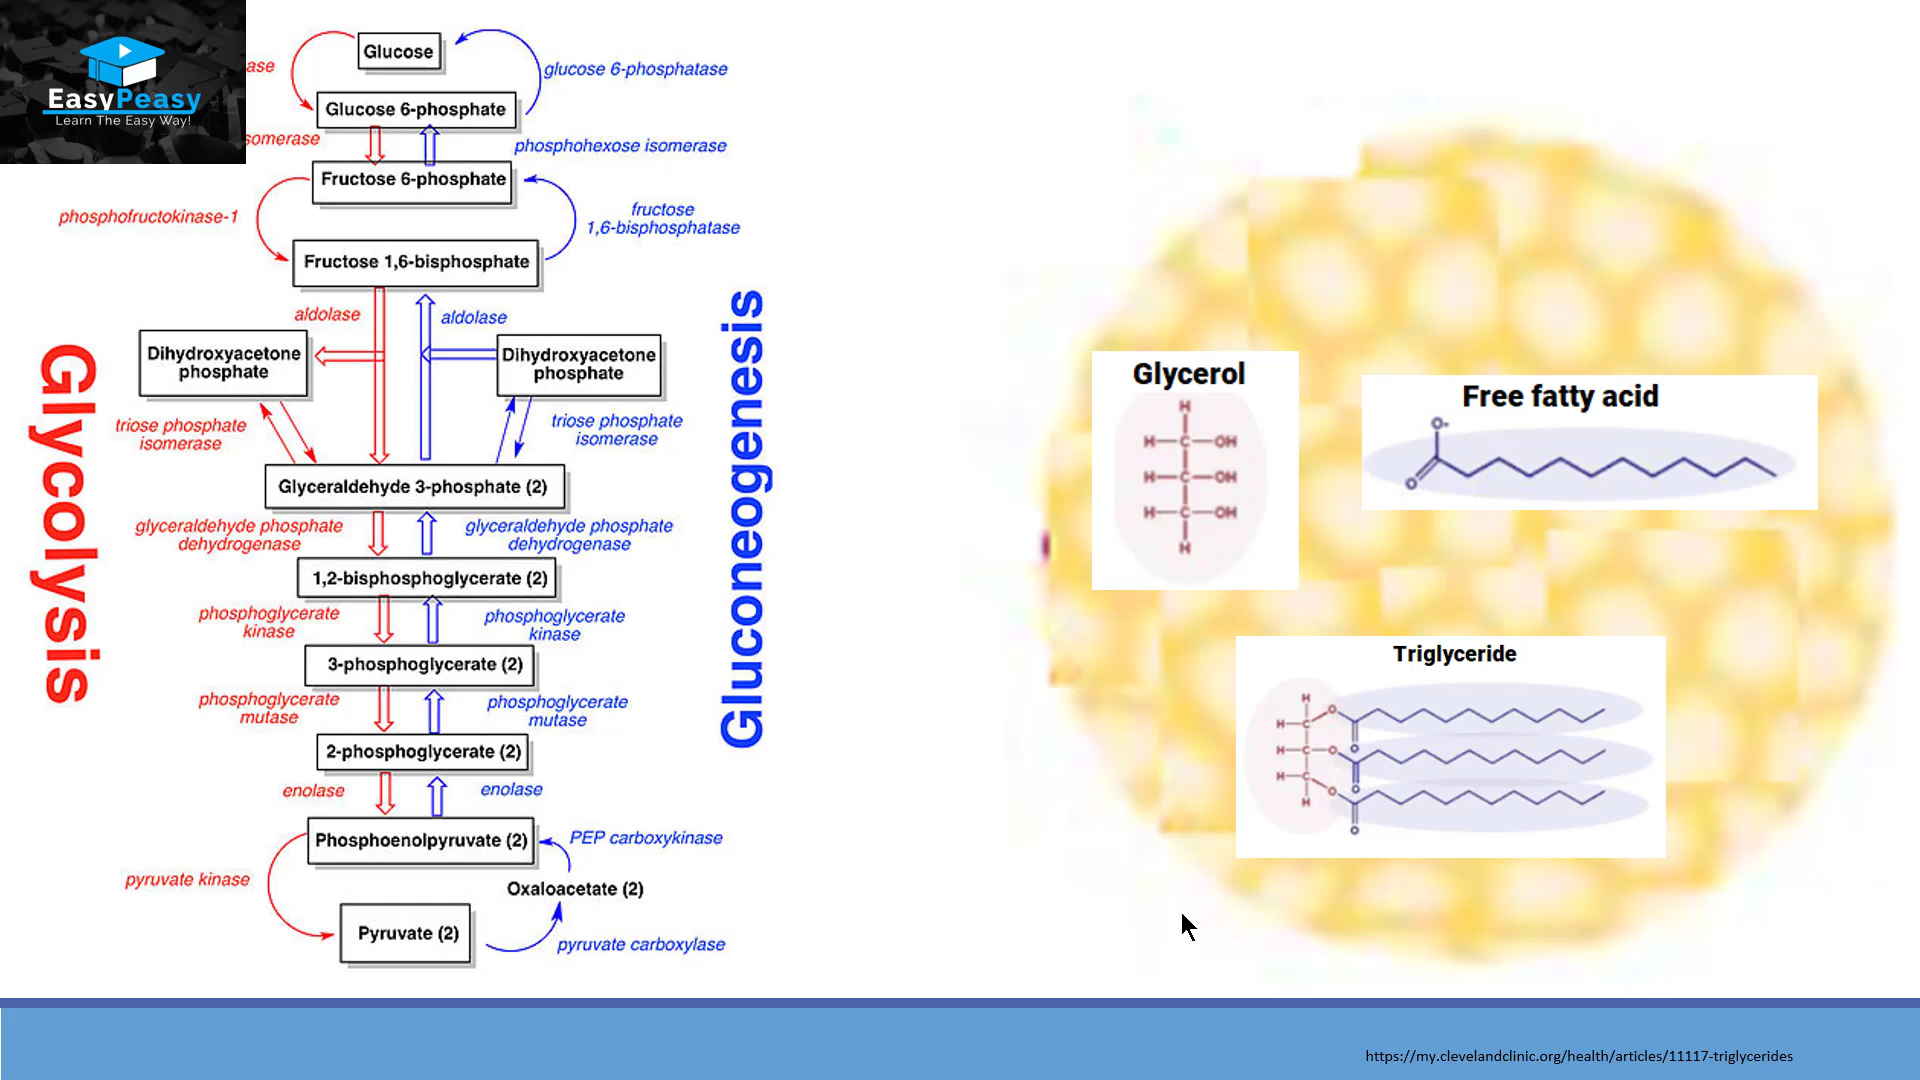 EasyPeasy
Learn The Easy Way!
Glucose
ase
glucose 6-phosphatase
Glucose 6-phosphate
somerase
phosphohexose isomerase
Fructose 6-phosphate
phosphofructokinase-1
fructose
1,6-bisphosphatase
Fructose 1,6-bisphosphate
aldolase
aldolase
Dihydroxyacetone
phosphate
Dihydroxyacetone
phosphate
triose phosphate
isomerase
triose phosphate
isomerase
Glyceraldehyde 3-phosphate (2)
glyceraldehyde phosphate
dehydrogenase
glyceraldehyde phosphate
dehydrogenase
1,2-bisphosphoglycerate (2)
phosphoglycerate
kinase
phosphoglycerate
kinase
3-phosphoglycerate (2)
phosphoglycerate
mutase
phosphoglycerate
mutase
2-phosphoglycerate (2)
enolase
enolase
Phosphoenolpyruvate (2)
PEP carboxykinase
pyruvate kinase
Oxaloacetate (2)
Pyruvate (2)
pyruvate carboxylase
Glycolysis
Gluconeogenesis
Glycerol
H
H C OH
H C OH
H C OH
H
Free fatty acid
O-
O
Triglyceride
H
H C O
O
H C O
O
H C O
H
O
https://my.clevelandclinic.org/health/articles/11117-triglycerides